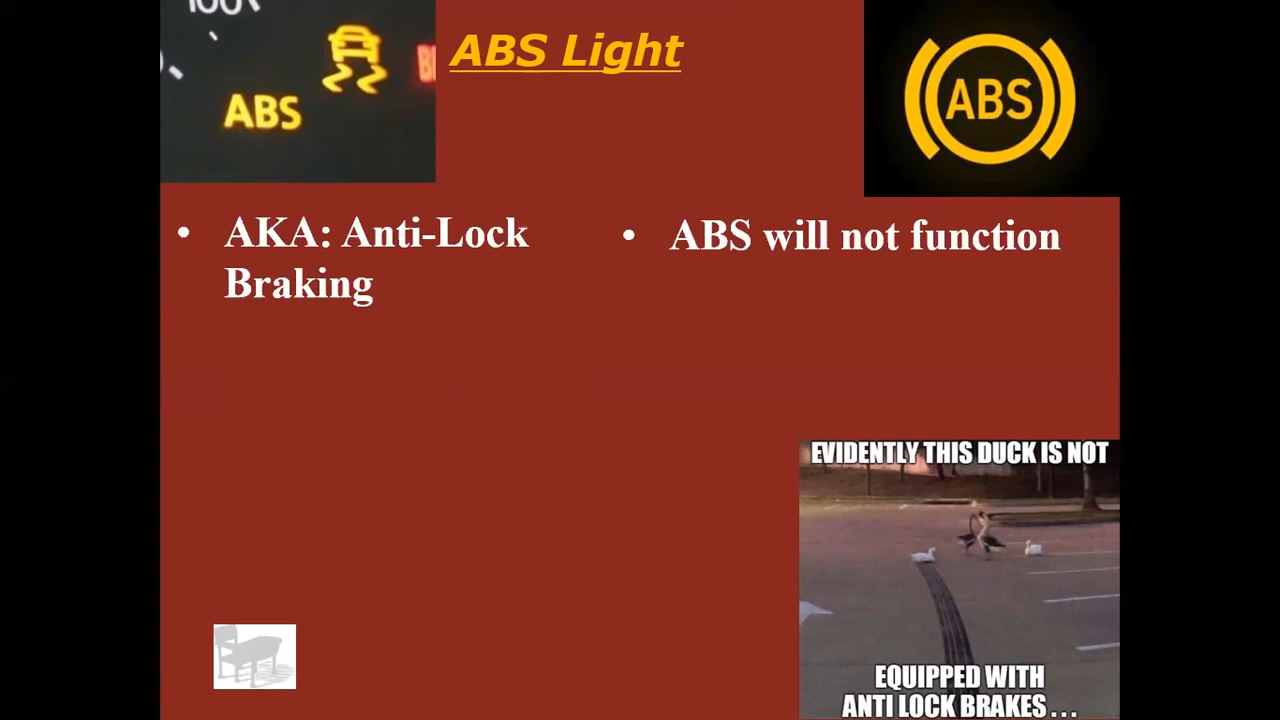 100
ABS
ABS Light
ABS
• AKA: Anti-Lock
Braking
• ABS will not function
EVIDENTLY THIS DUCK IS NOT
EQUIPPED WITH
ANTI LOCK BRAKES . . .